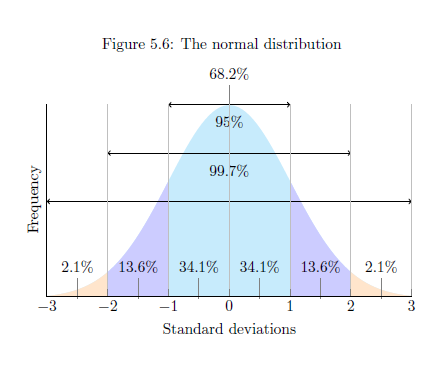 Figure 5.6: The normal distribution
68.2%
95%
99.7%
Frequency
2.1% 13.6% 34.1% 34.1% 13.6% 2.1%
−3 −2 −1 0 1 2 3
Standard deviations